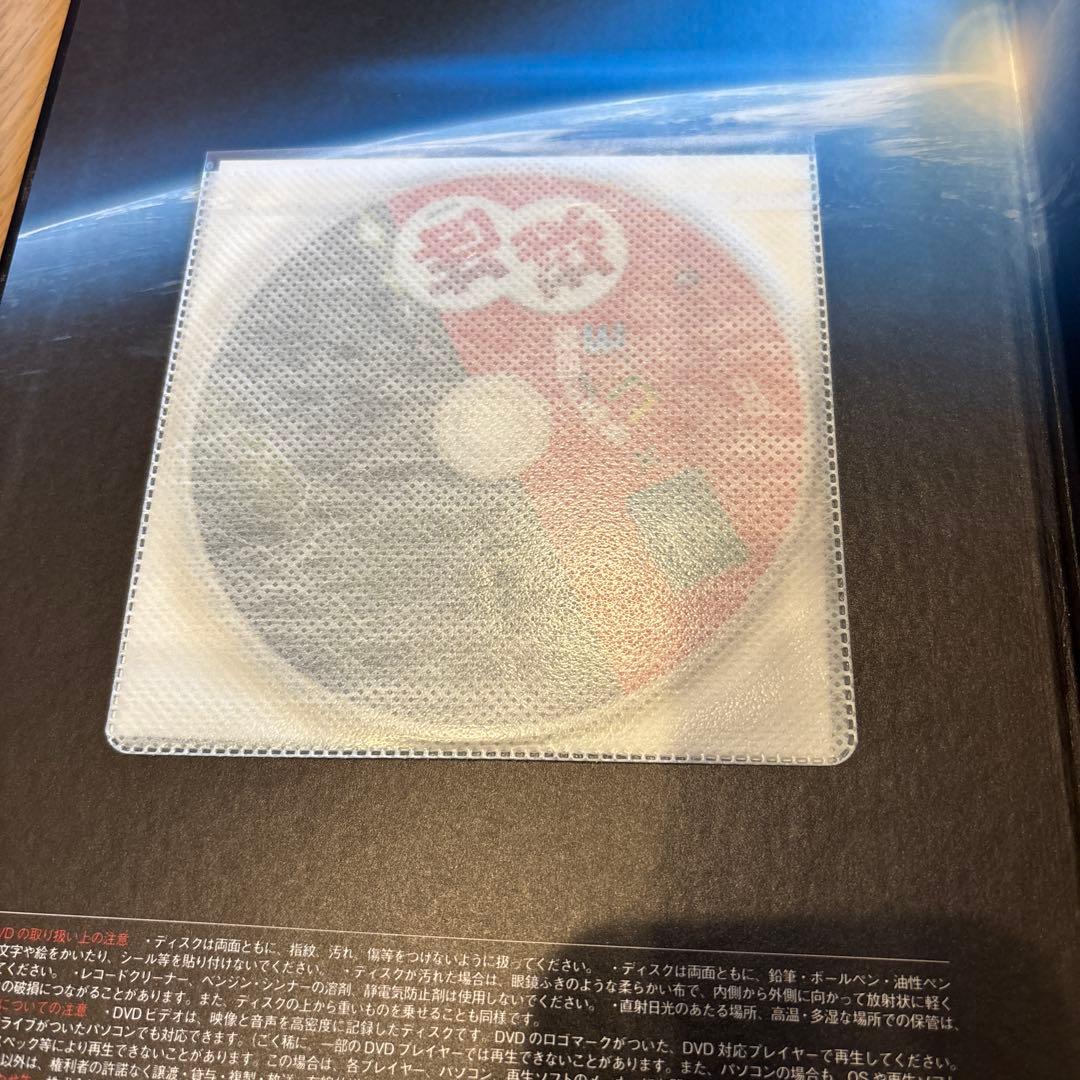 VDの取り扱い上の注意 ・ディスクは両面ともに、指紋、汚れ、傷等をつけないように扱ってください。 ・ディスクは両面ともに、鉛筆・ボールペン・油性ペン
文字や絵をかいたり、シール等を貼り付けないでください。 ・ディスクが汚れた場合は、眼鏡ふきのような柔らかい布で、内側から外側に向かって放射状に軽く
てください。 ・レコードクリーナー、ベンジン・シンナーの溶剤、静電気防止剤は使用しないでください。 ・直射日光のあたる場所、高温・多湿な場所での保管は、
の破損につながることがあります。また、ディスクの上から重いものを乗せることも同様です。
についての注意 ・DVDビデオは、映像と音声を高密度に記録したディスクです。DVDのロゴマークがついた、DVD対応プレイヤーで再生してください。
ライブがついたパソコンでも対応できます。(ごく稀に、一部のDVDプレイヤーでは再生できないことがあります。また、パソコンの場合も、OSや再生ソフ
ペック等により再生できないことがあります。この場合は、各プレイヤー、パソコン、再生ソフトのメ
以外は、権利者の許諾なく譲渡・貸与・複製・放送